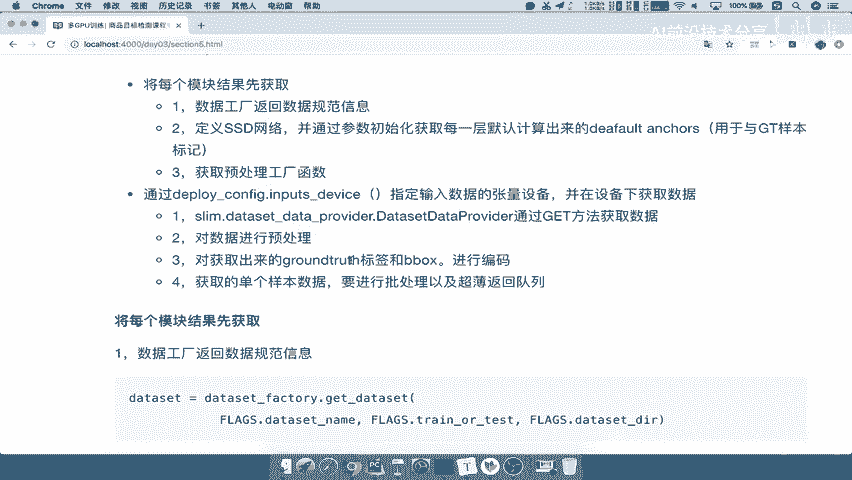 Chrome 文件 修改 视图 历史记录 书签 其他人 电动窗 帮助
100%
多GPU训练| 商品目标检测课程
AI前沿技术分享
localhost:4000/day03/section5.html
将每个模块结果先获取
1，数据工厂返回数据规范信息
2，定义SSD网络，并通过参数初始化获取每一层默认计算出来的deafault anchors（用于与GT样本
标记）
3，获取预处理工厂函数
通过deploy_config.inputs_device（）指定输入数据的张量设备，并在设备下获取数据
1，slim.dataset_data_provider.DatasetDataProvider通过GET方法获取数据
2，对数据进行预处理
3，对获取出来的groundtruth标签和bbox。进行编码
4，获取的单个样本数据，要进行批处理以及超薄返回队列
将每个模块结果先获取
1，数据工厂返回数据规范信息
dataset = dataset_factory.get_dataset(
FLAGS.dataset_name, FLAGS.train_or_test, FLAGS.dataset_dir)